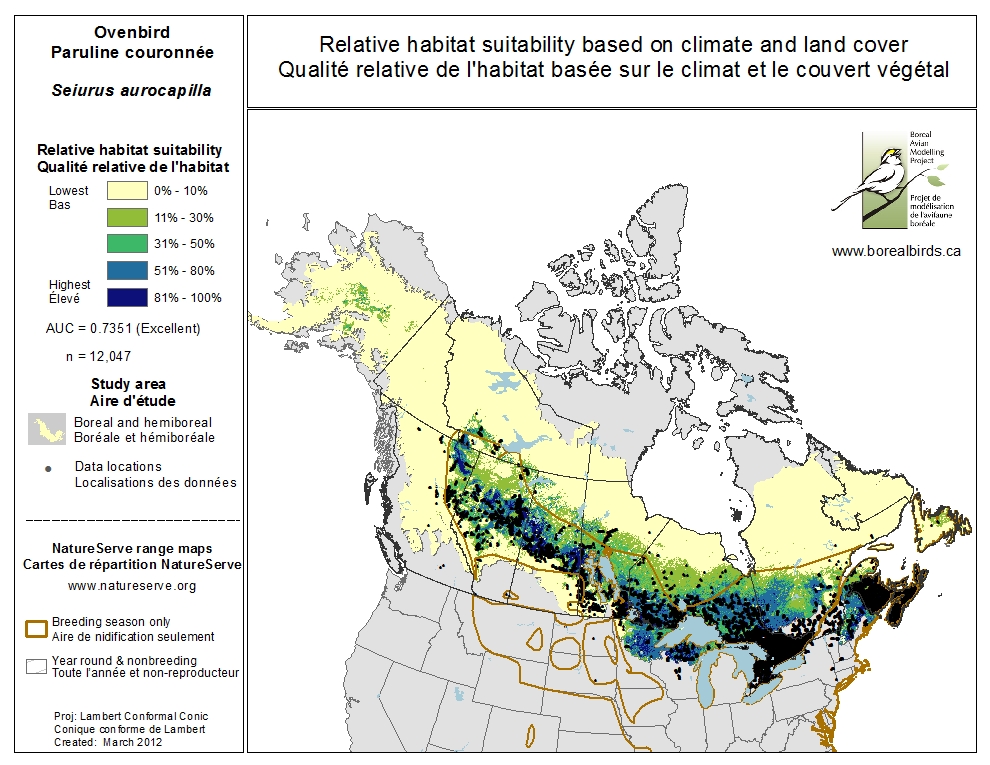 Ovenbird
Paruline couronnée
Seiurus aurocapilla
Relative habitat suitability based on climate and land cover
Qualité relative de l'habitat basée sur le climat et le couvert végétal
Relative habitat suitability
Qualité relative de l'habitat
Lowest
Bas
0% - 10%
11% - 30%
31% - 50%
51% - 80%
Highest
Élevé
81% - 100%
AUC = 0.7351 (Excellent)
n = 12,047
Study area
Aire d'étude
Boreal and hemiboreal
Boréale et hémiboréale
Data locations
Localisations des données
NatureServe range maps
Cartes de répartition NatureServe
www.natureserve.org
Breeding season only
Aire de nidification seulement
Year round & nonbreeding
Toute l'année et non-reproducteur
Proj: Lambert Conformal Conic
Conique conforme de Lambert
Created: March 2012
Boreal
Avian
Modelling
Project
Projet de
modélisation
de l'avifaune
boréale
www.borealbirds.ca